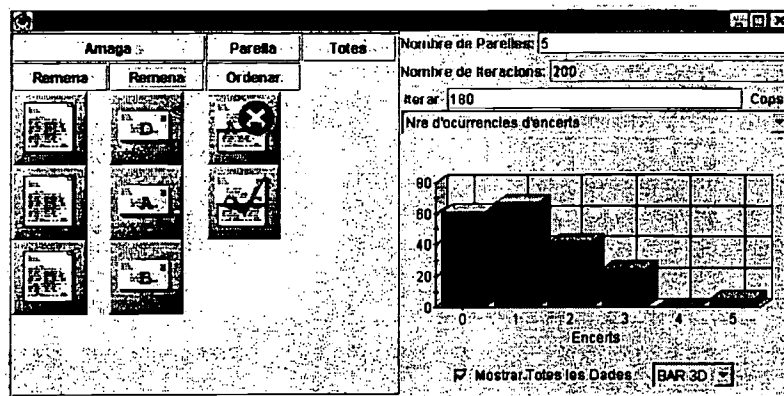 Amaga Parella Totes
Remena Remena Ordenar
D
A
E B
Nombre de Parelles: 5
Nombre de Iteracions: 200
Iterar 180 Cops
Nre d'ocurrencies d'encerts
80
60
40
20
0
0 1 2 3 4 5
Encerts
Mostrar Totes les Dades BAR 3D